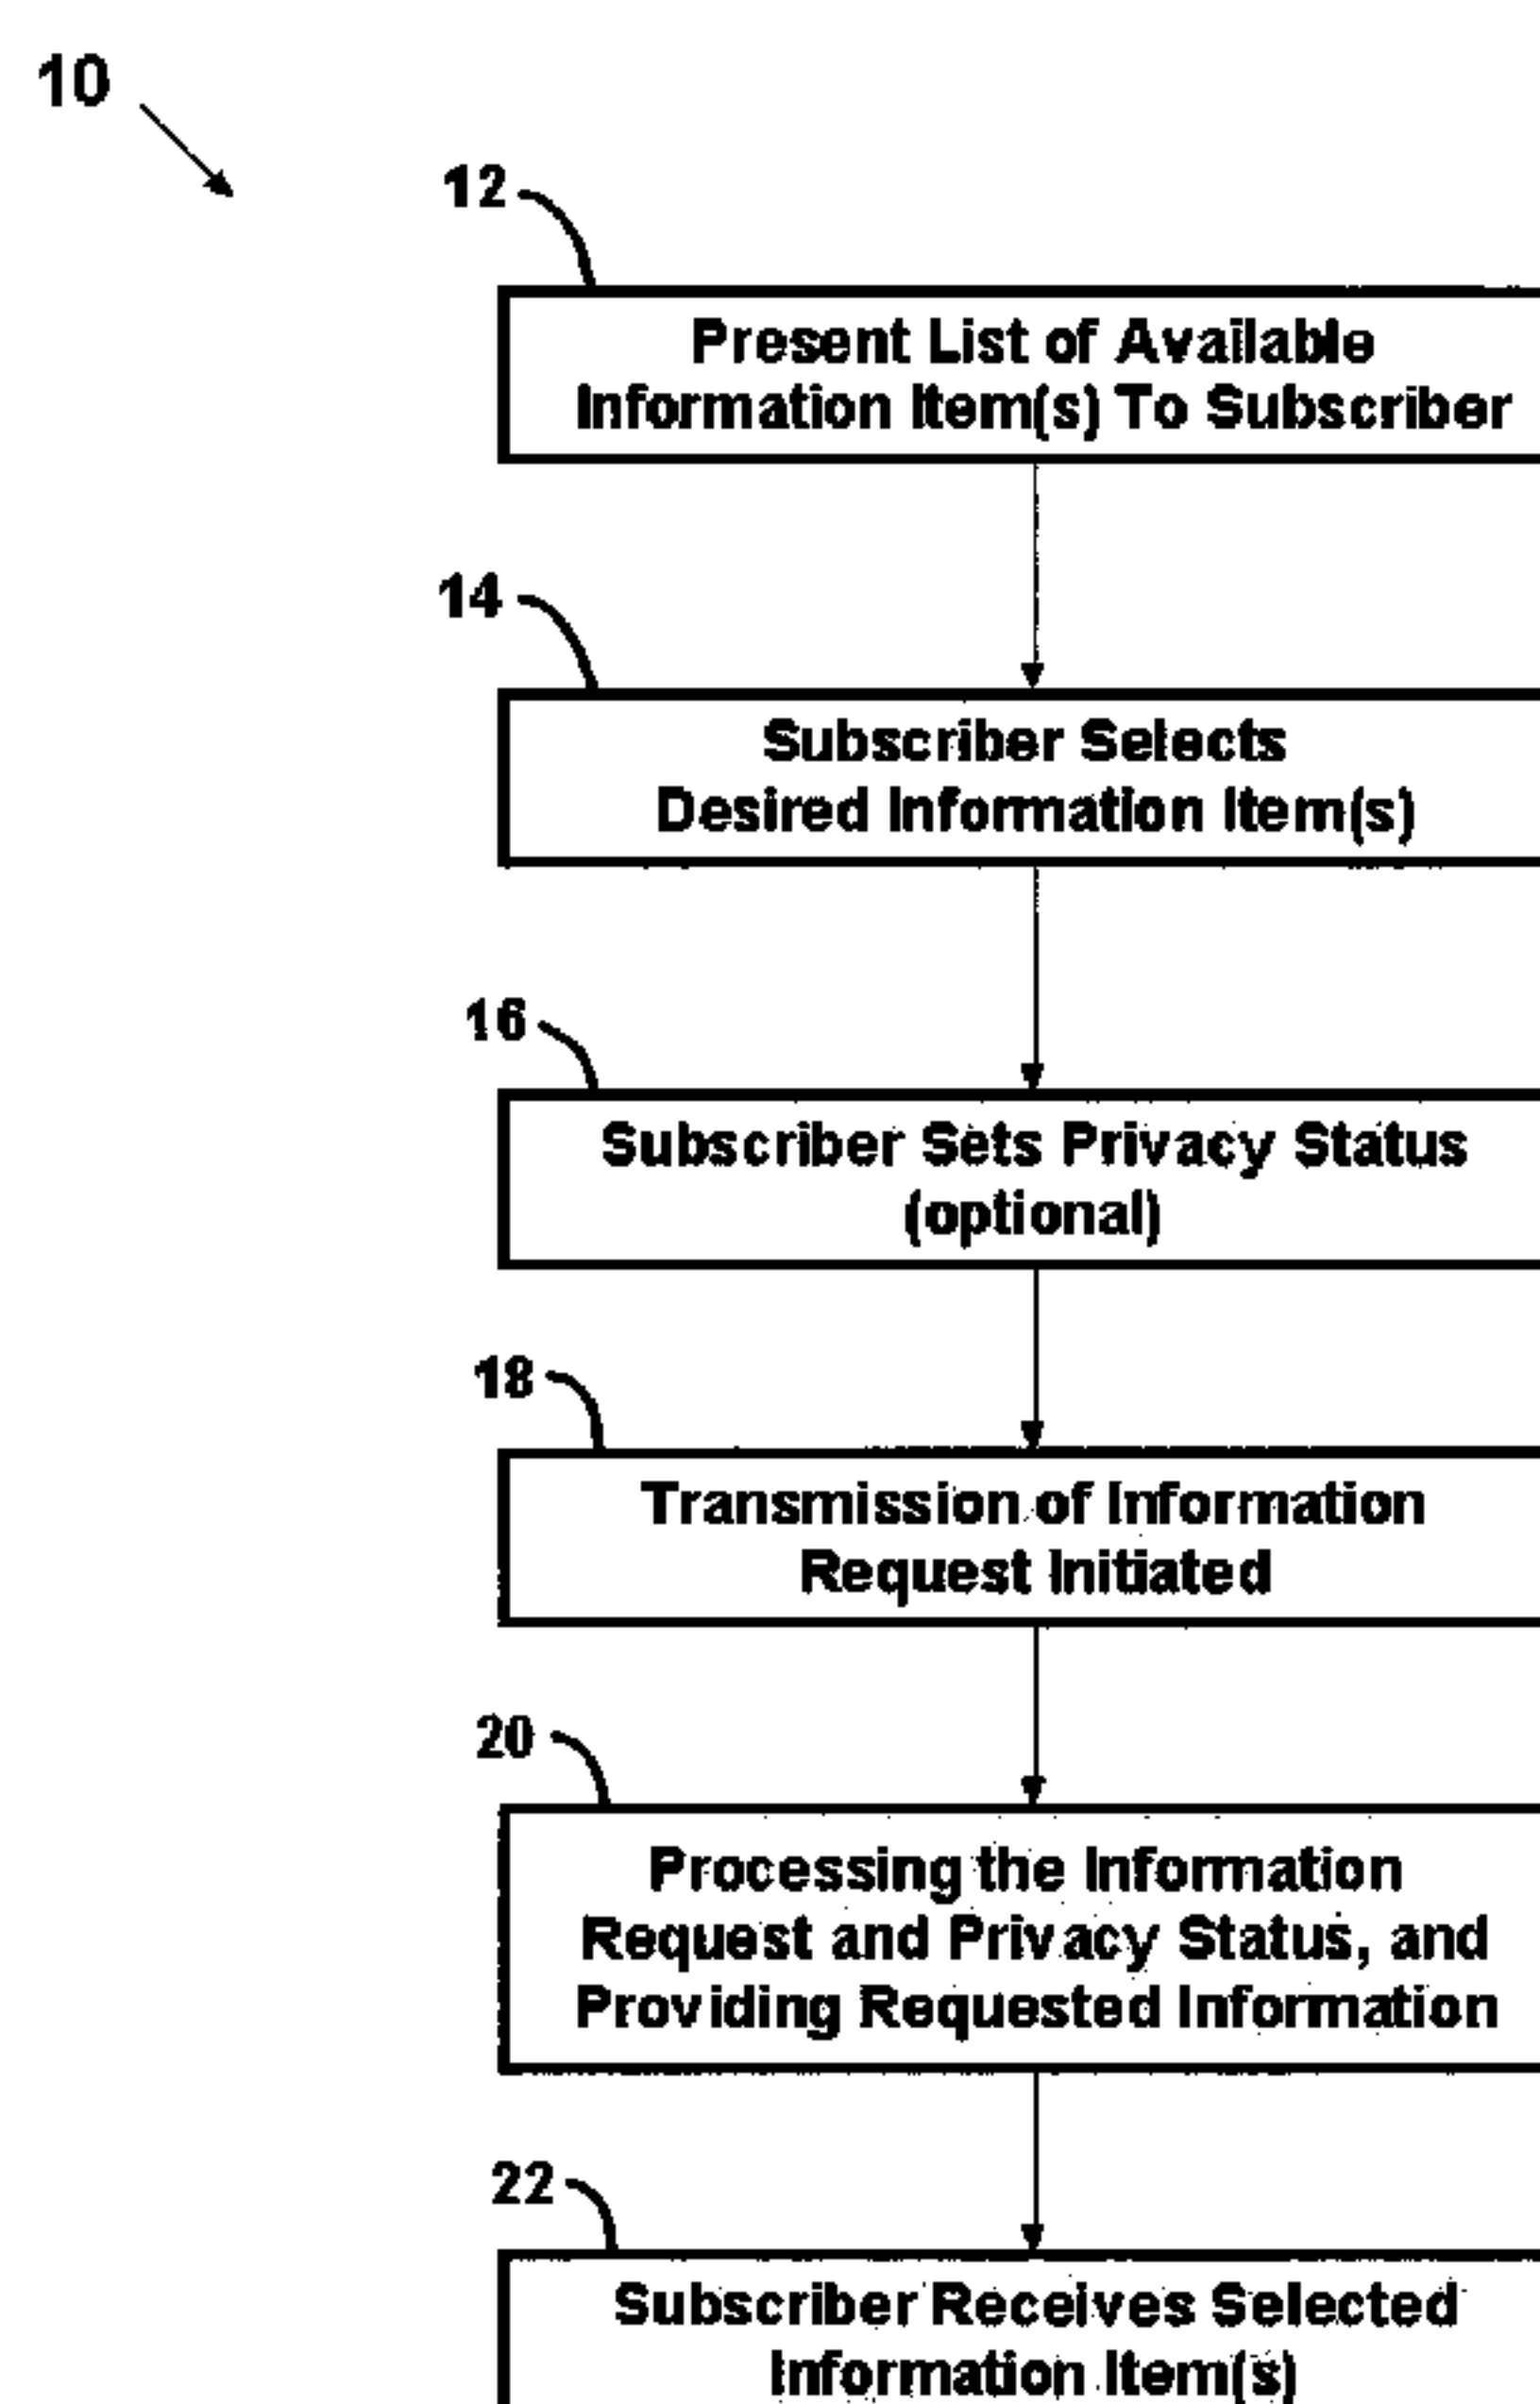 10
12
Present List of Available
Information Item(s) To Subscriber
14
Subscriber Selects
Desired Information Item(s)
16
Subscriber Sets Privacy Status
(optional)
18
Transmission of Information
Request Initiated
20
Processing the Information
Request and Privacy Status, and
Providing Requested Information
22
Subscriber Receives Selected
Information Item(s)